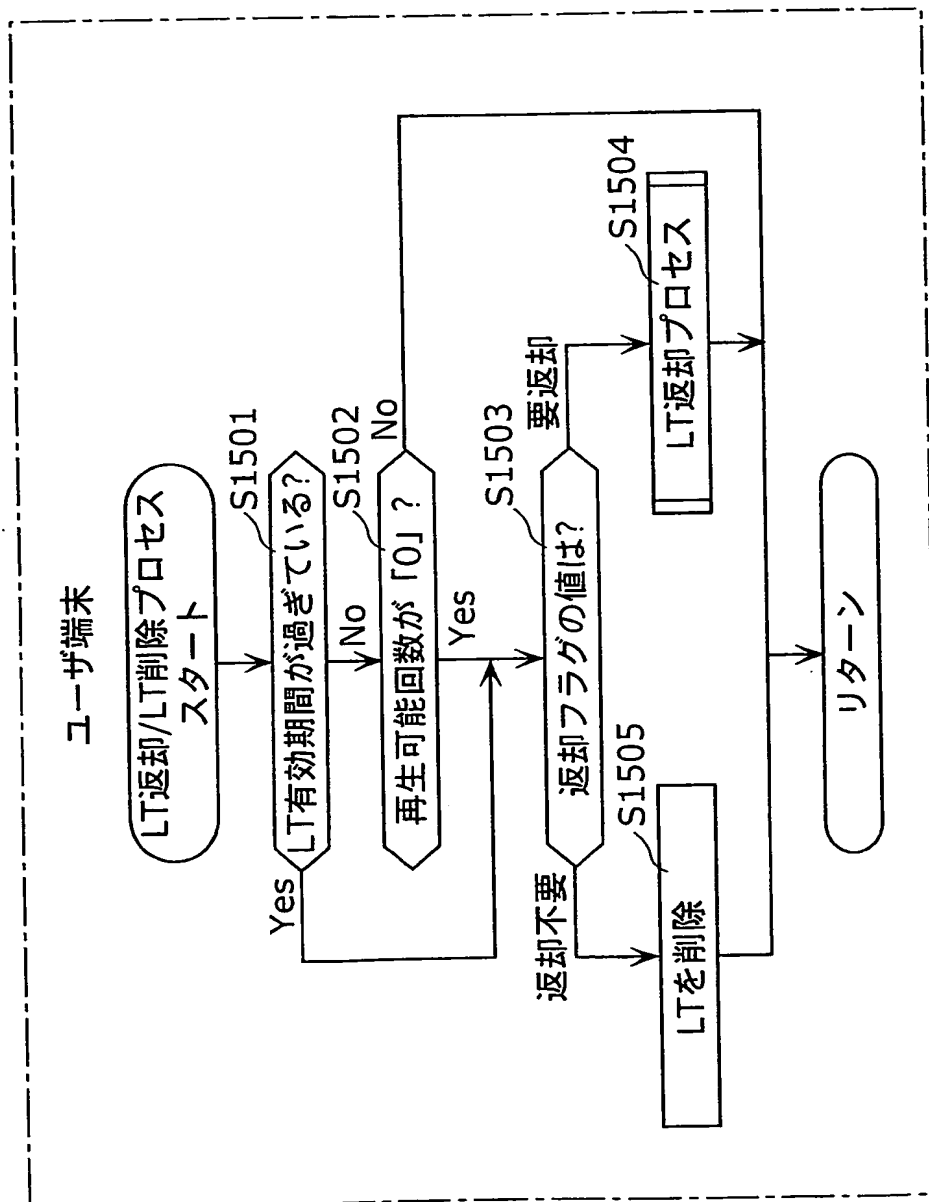 ユーザ端末
LT返却/LT削除プロセス
スタート
S1501
LT有効期間が過ぎている?
Yes
No
S1502
再生可能回数が「0」?
No
Yes
S1503
返却フラグの値は?
返却不要
要返却
S1505
LTを削除
S1504
LT返却プロセス
リターン